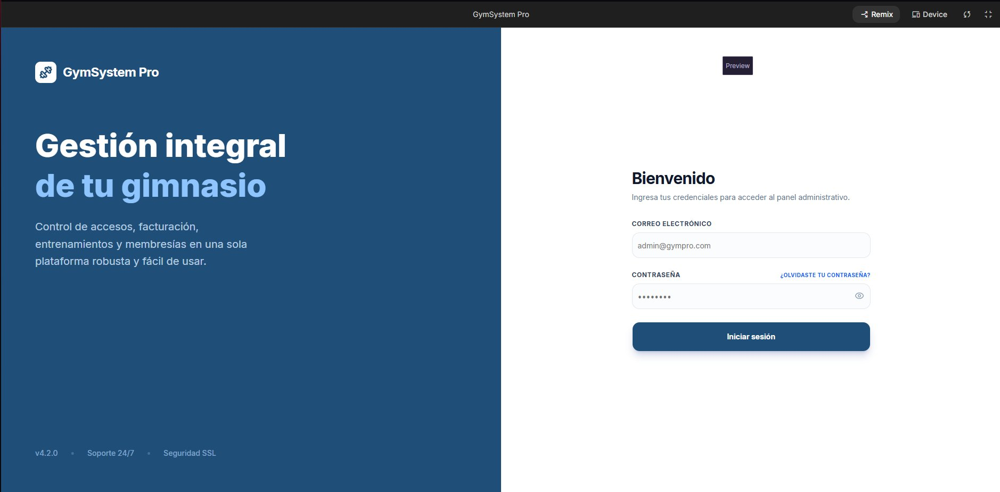 GymSystem Pro
Remix
Device
GymSystem Pro
Gestión integral
de tu gimnasio
Control de accesos, facturación,
entrenamientos y membresías en una sola
plataforma robusta y fácil de usar.
v4.2.0 • Soporte 24/7 • Seguridad SSL
Preview
Bienvenido
Ingresa tus credenciales para acceder al panel administrativo.
CORREO ELECTRÓNICO
admin@gympro.com
CONTRASEÑA
¿OLVIDASTE TU CONTRASEÑA?
••••••••
Iniciar sesión